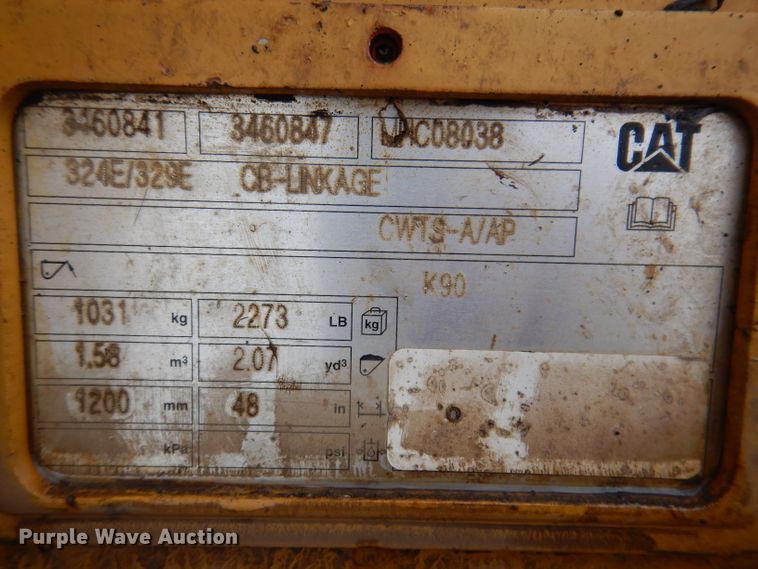 3460841 3460847
CAT
324E/329E CB-LINKAGE
CWTS-A/AP
K90
1031 kg 2273 LB kg
1.58 m³ 2.07 yd³
1200 mm 48 in
kPa psi
Purple Wave Auction